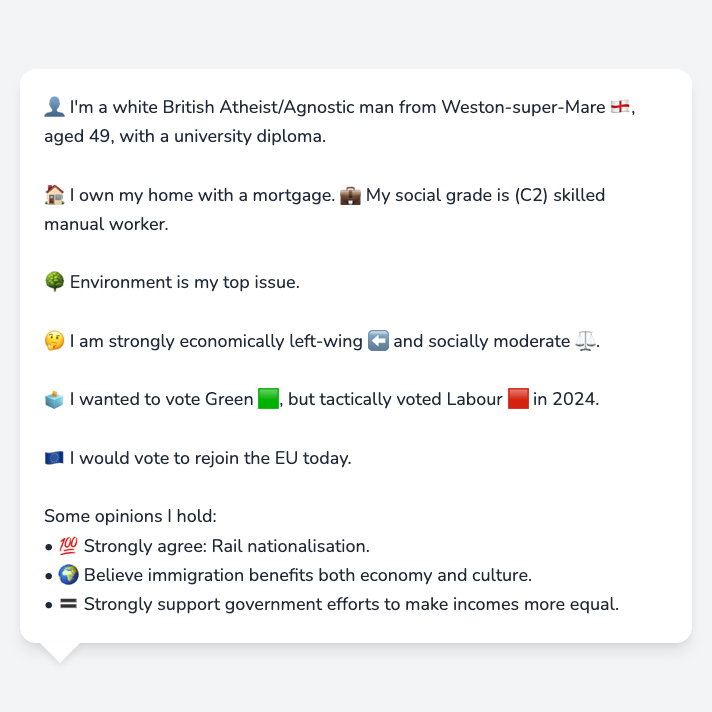 👤 I'm a white British Atheist/Agnostic man from Weston-super-Mare 🏴󠁧󠁢󠁥󠁮󠁧󠁿,
aged 49, with a university diploma.
🏠 I own my home with a mortgage. 💼 My social grade is (C2) skilled
manual worker.
🌳 Environment is my top issue.
🤔 I am strongly economically left-wing ⬅️ and socially moderate ⚖️.
🗳️ I wanted to vote Green 🟩, but tactically voted Labour 🟥 in 2024.
🇪🇺 I would vote to rejoin the EU today.
Some opinions I hold:
• 💯 Strongly agree: Rail nationalisation.
• 🌍 Believe immigration benefits both economy and culture.
• 🟰 Strongly support government efforts to make incomes more equal.